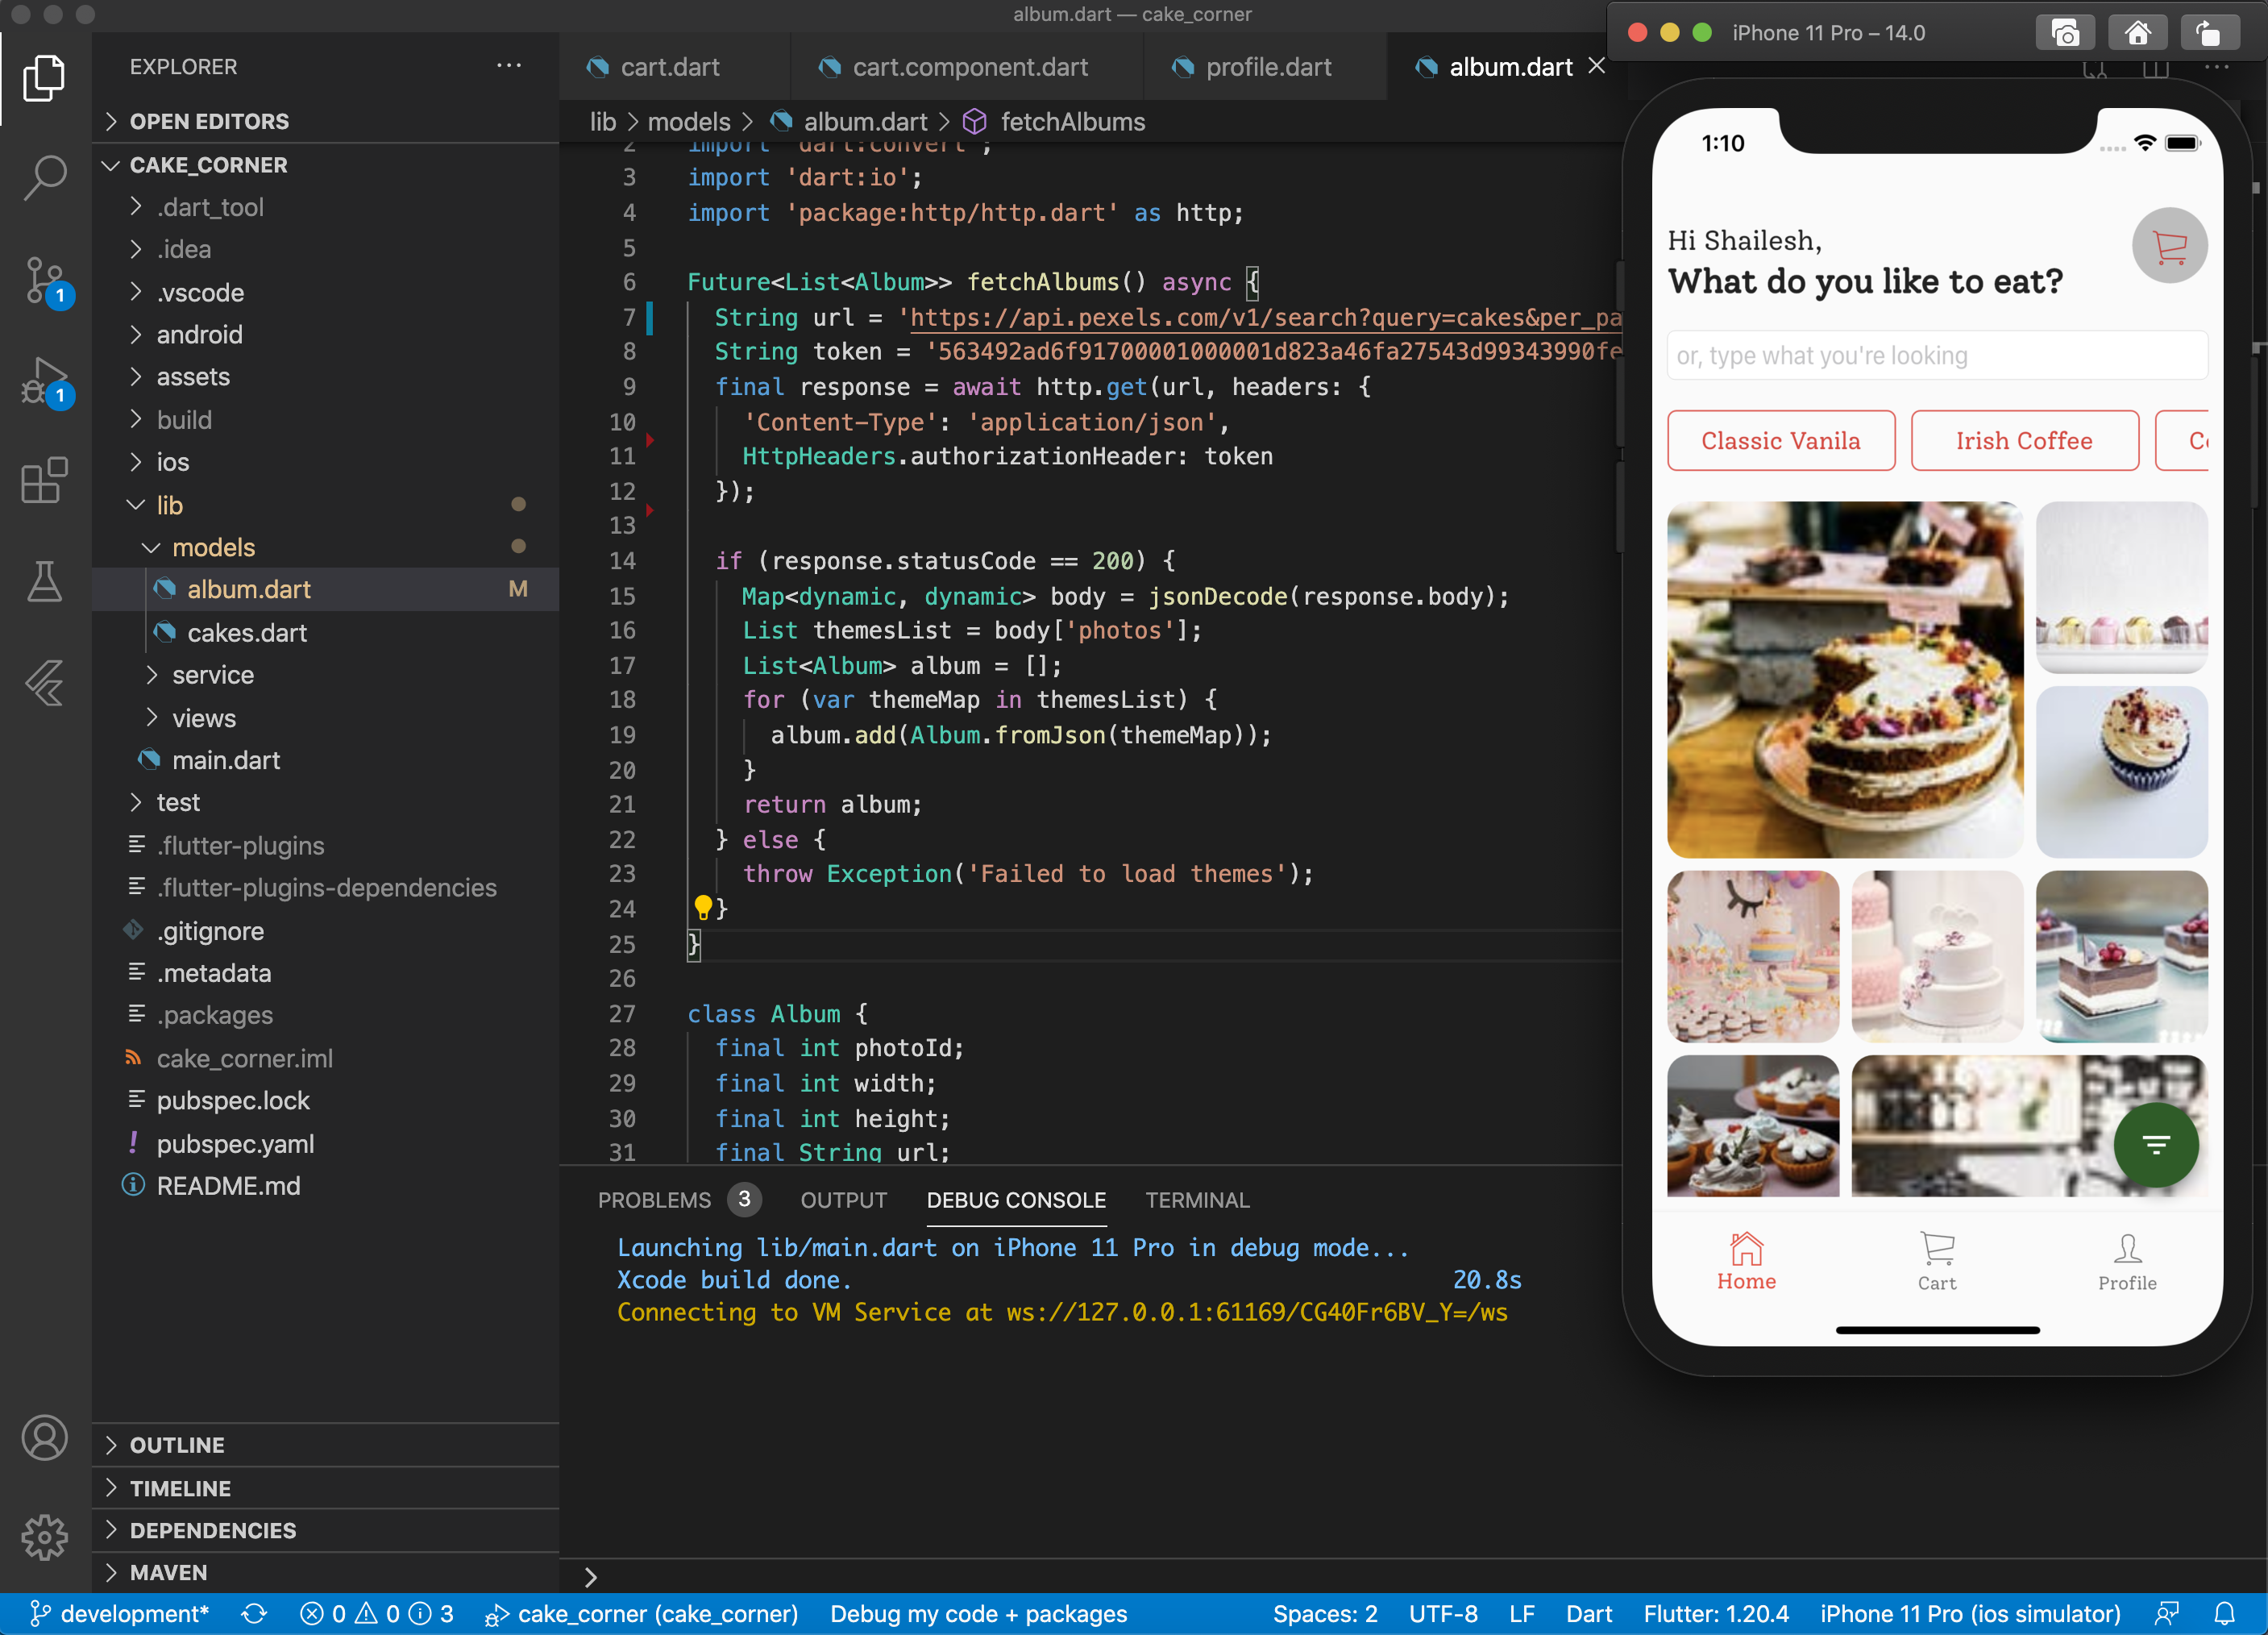 album.dart — cake_corner
EXPLORER
OPEN EDITORS
CAKE_CORNER
.dart_tool
.idea
.vscode
android
assets
build
ios
lib
models
album.dart M
cakes.dart
service
views
main.dart
test
.flutter-plugins
.flutter-plugins-dependencies
.gitignore
.metadata
.packages
cake_corner.iml
pubspec.lock
pubspec.yaml
README.md
OUTLINE
TIMELINE
DEPENDENCIES
MAVEN
1
1
cart.dart cart.component.dart profile.dart album.dart
lib > models > album.dart > fetchAlbums
2 import 'dart:convert';
3 import 'dart:io';
4 import 'package:http/http.dart' as http;
5
6 Future<List<Album>> fetchAlbums() async {
7 String url = 'https://api.pexels.com/v1/search?query=cakes&per_pa
8 String token = '563492ad6f91700001000001d823a46fa27543d99343990fe
9 final response = await http.get(url, headers: {
10 'Content-Type': 'application/json',
11 HttpHeaders.authorizationHeader: token
12 });
13
14 if (response.statusCode == 200) {
15 Map<dynamic, dynamic> body = jsonDecode(response.body);
16 List themesList = body['photos'];
17 List<Album> album = [];
18 for (var themeMap in themesList) {
19 album.add(Album.fromJson(themeMap));
20 }
21 return album;
22 } else {
23 throw Exception('Failed to load themes');
24 }
25 }
26
27 class Album {
28 final int photoId;
29 final int width;
30 final int height;
31 final String url;
PROBLEMS 3 OUTPUT DEBUG CONSOLE TERMINAL
Launching lib/main.dart on iPhone 11 Pro in debug mode...
Xcode build done. 20.8s
Connecting to VM Service at ws://127.0.0.1:61169/CG40Fr6BV_Y=/ws
iPhone 11 Pro – 14.0
1:10
Hi Shailesh,
What do you like to eat?
or, type what you're looking
Classic Vanila Irish Coffee
Home Cart Profile
development* 0 0 3 cake_corner (cake_corner) Debug my code + packages Spaces: 2 UTF-8 LF Dart Flutter: 1.20.4 iPhone 11 Pro (ios simulator)